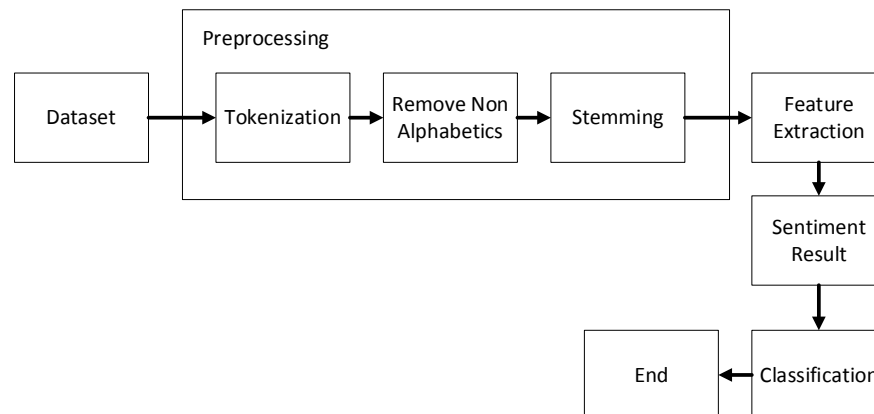 Preprocessing
Dataset
Tokenization
Remove Non
Alphabetics
Stemming
Feature
Extraction
Sentiment
Result
Classification
End